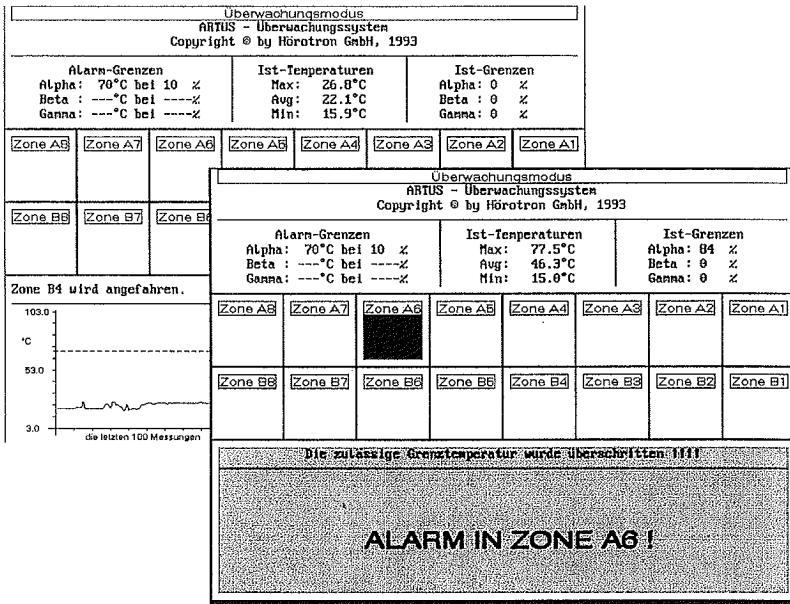 Überwachungsmodus
ARTUS - Überwachungssystem
Copyright © by Hörotron GmbH, 1993
Alarm-Grenzen
Alpha: 70°C bei 10 %
Beta : ---°C bei ----%
Gamma: ---°C bei ----%
Ist-Temperaturen
Max: 26.8°C
Avg: 22.1°C
Min: 15.9°C
Ist-Grenzen
Alpha: 0 %
Beta : 0 %
Gamma: 0 %
Zone A8 Zone A7 Zone A6 Zone A5 Zone A4 Zone A3 Zone A2 Zone A1
Zone B8 Zone B7 Zone B6
Zone B4 wird angefahren.
103.0
°C
53.0
3.0
die letzten 100 Messungen
Überwachungsmodus
ARTUS - Überwachungssystem
Copyright © by Hörotron GmbH, 1993
Alarm-Grenzen
Alpha: 70°C bei 10 %
Beta : ---°C bei ----%
Gamma: ---°C bei ----%
Ist-Temperaturen
Max: 77.5°C
Avg: 46.3°C
Min: 15.0°C
Ist-Grenzen
Alpha: 84 %
Beta : 0 %
Gamma: 0 %
Zone A8 Zone A7 Zone A6 Zone A5 Zone A4 Zone A3 Zone A2 Zone A1
Zone B8 Zone B7 Zone B6 Zone B5 Zone B4 Zone B3 Zone B2 Zone B1
Die zulässige Grenztemperatur wurde überschritten !!!!
ALARM IN ZONE A6 !